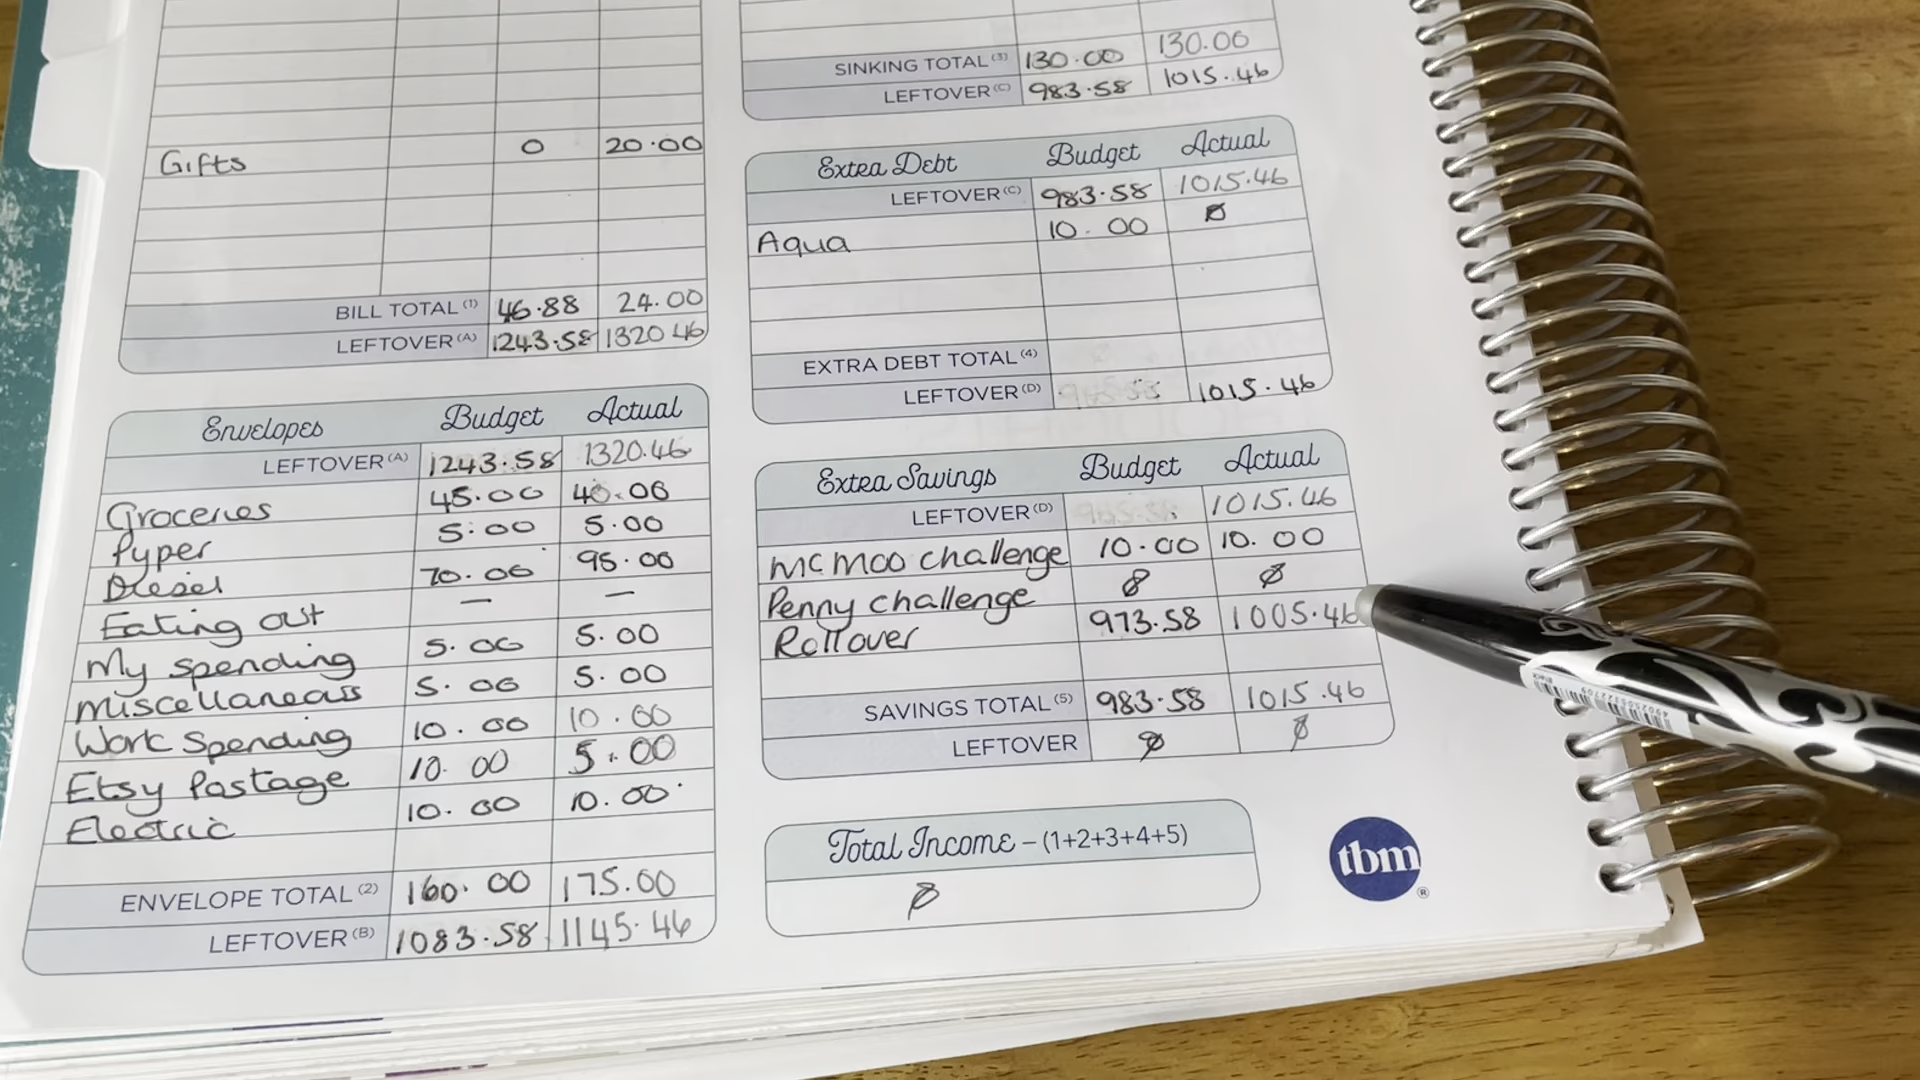 Gifts 0 20.00
BILL TOTAL (1) 46.88 24.00
LEFTOVER (A) 1243.58 1320.46
Envelopes Budget Actual
LEFTOVER (A) 1243.58 1320.46
Groceries 45.00 40.00
Pyper 5.00 5.00
Diesel 70.00 95.00
Eating out — —
My spending 5.00 5.00
Miscellaneous 5.00 5.00
Work Spending 10.00 10.00
Etsy Postage 10.00 5.00
Electric 10.00 10.00
ENVELOPE TOTAL (2) 160.00 175.00
LEFTOVER (B) 1083.58 1145.46
SINKING TOTAL (3) 130.00 130.00
LEFTOVER (C) 983.58 1015.46
Extra Debt Budget Actual
LEFTOVER (C) 983.58 1015.46
Aqua 10.00 Ø
EXTRA DEBT TOTAL (4)
LEFTOVER (D) 1015.46
Extra Savings Budget Actual
LEFTOVER (D) 1015.46
McMoo challenge 10.00 10.00
Penny challenge Ø Ø
Rollover 973.58 1005.46
SAVINGS TOTAL (5) 983.58 1015.46
LEFTOVER Ø Ø
Total Income – (1+2+3+4+5)
Ø
tbm ®